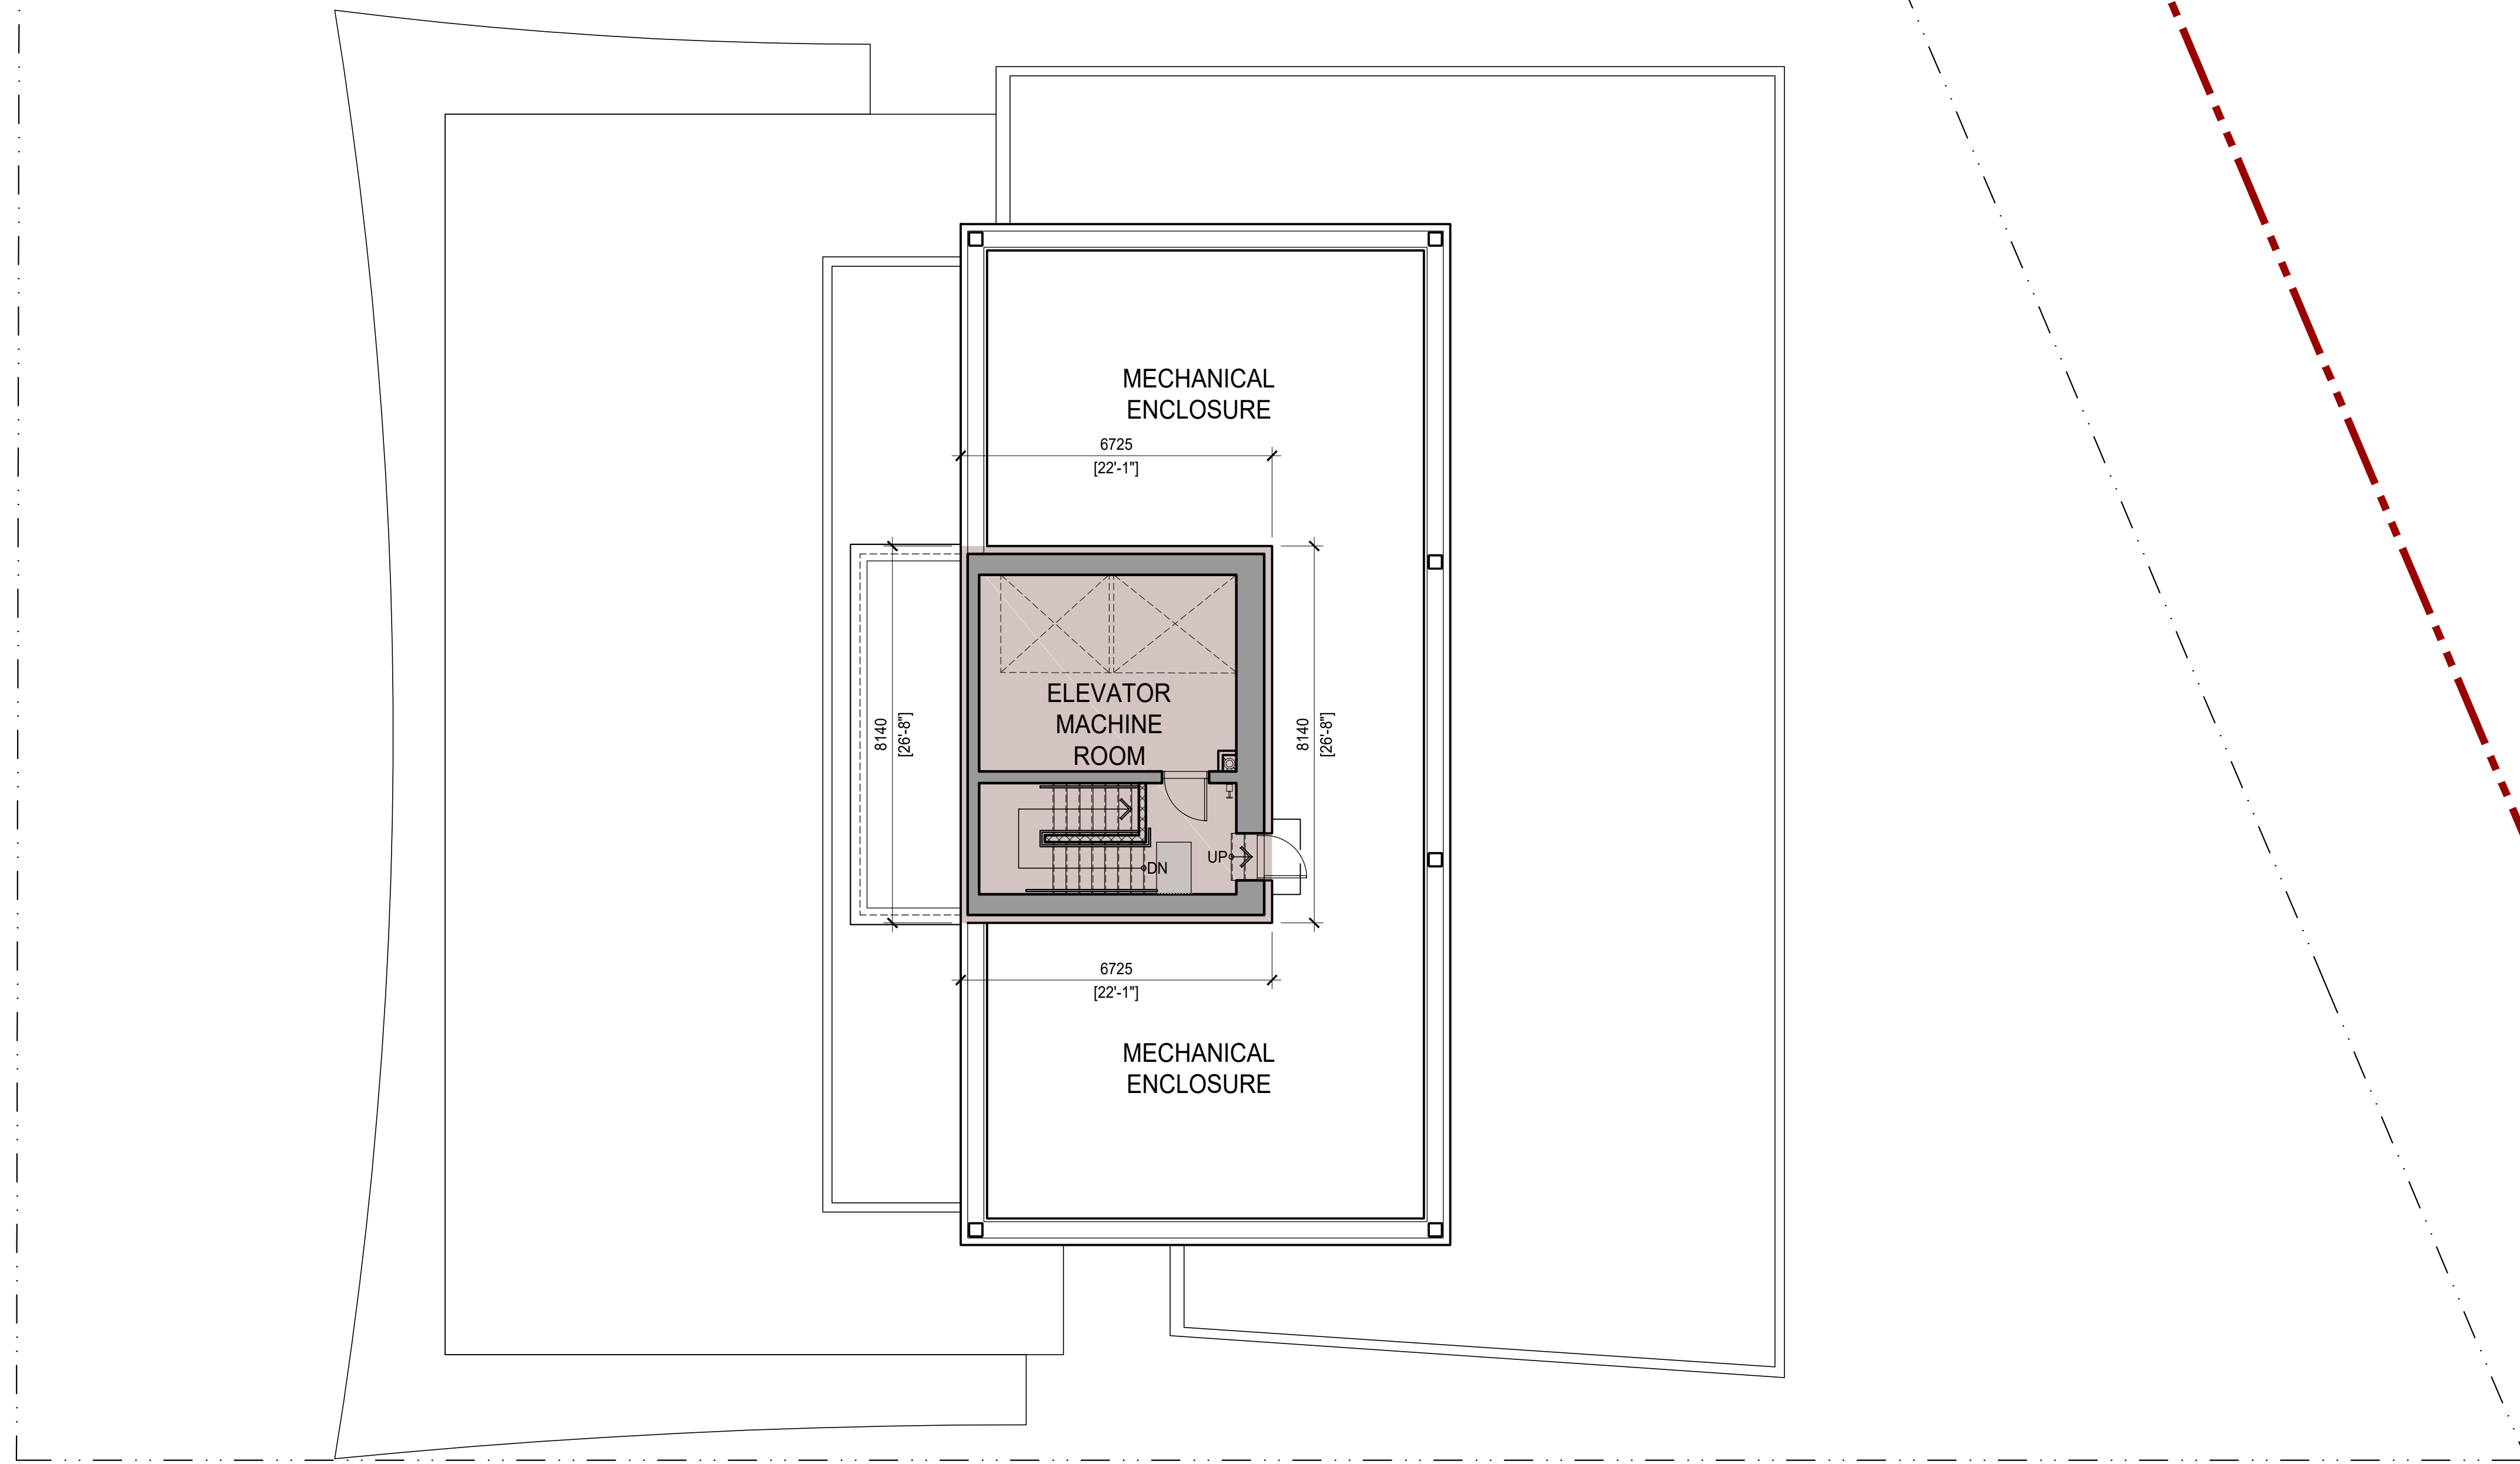 MECHANICAL
ENCLOSURE
6725
[22'-1"]
8140
[26'-8"]
ELEVATOR
MACHINE
ROOM
8140
[26'-8"]
UP
DN
6725
[22'-1"]
MECHANICAL
ENCLOSURE